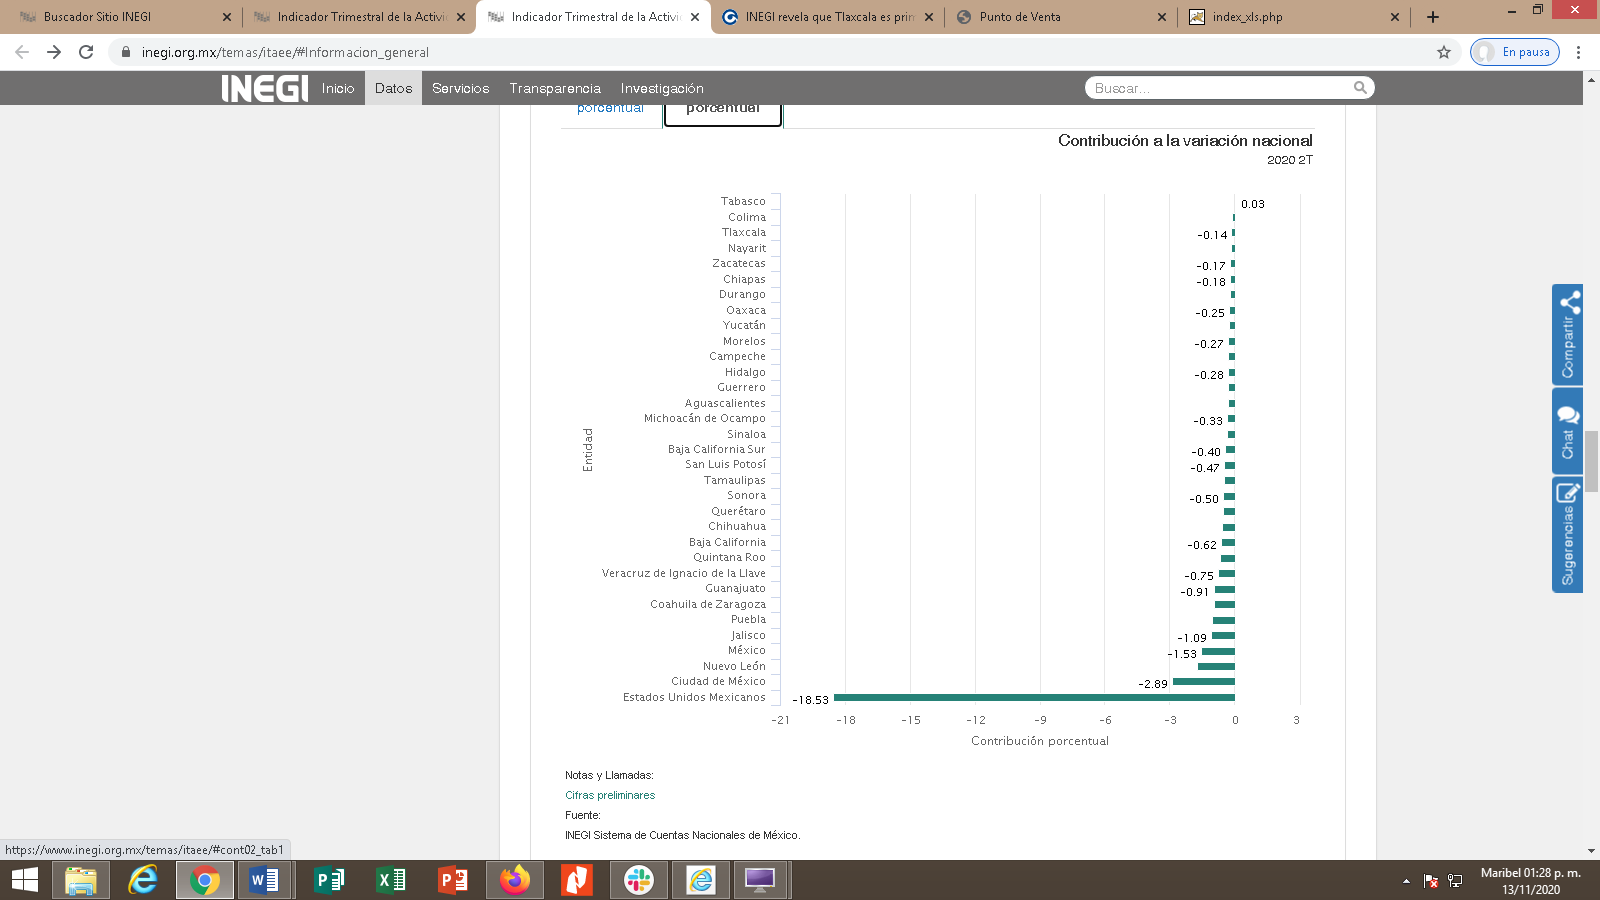 Buscador Sitio INEGI
Indicador Trimestral de la Activi
Indicador Trimestral de la Activi
INEGI revela que Tlaxcala es prin
Punto de Venta
index_xls.php
inegi.org.mx/temas/itaee/#Informacion_general
En pausa
INEGI Inicio Datos Servicios Transparencia Investigación
Buscar...
porcentual porcentual
Contribución a la variación nacional
2020 2T
Tabasco 0.03
Colima
Tlaxcala -0.14
Nayarit
Zacatecas -0.17
Chiapas -0.18
Durango
Oaxaca -0.25
Yucatán
Morelos -0.27
Campeche
Hidalgo -0.28
Guerrero
Aguascalientes
Michoacán de Ocampo -0.33
Sinaloa
Baja California Sur -0.40
San Luis Potosí -0.47
Tamaulipas
Sonora -0.50
Querétaro
Chihuahua
Baja California -0.62
Quintana Roo
Veracruz de Ignacio de la Llave -0.75
Guanajuato -0.91
Coahuila de Zaragoza
Puebla
Jalisco -1.09
México -1.53
Nuevo León
Ciudad de México -2.89
Estados Unidos Mexicanos -18.53
Entidad
-21 -18 -15 -12 -9 -6 -3 0 3
Contribución porcentual
Compartir
Chat
Sugerencias
Notas y Llamadas:
Cifras preliminares
Fuente:
INEGI Sistema de Cuentas Nacionales de México.
https://www.inegi.org.mx/temas/itaee/#cont02_tab1
Maribel 01:28 p. m.
13/11/2020